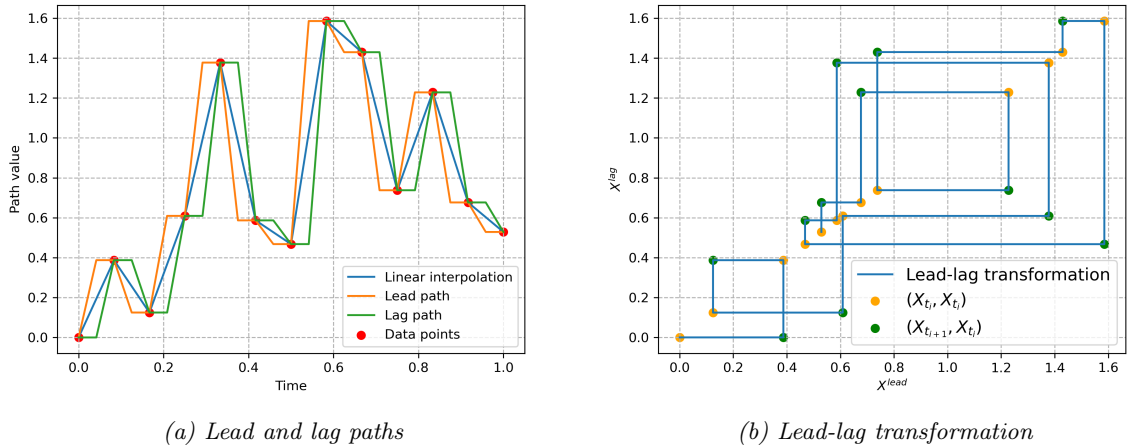 1.6
1.4
1.2
1.0
0.8
0.6
0.4
0.2
0.0
Path value
0.0 0.2 0.4 0.6 0.8 1.0
Time
Linear interpolation
Lead path
Lag path
Data points
(a) Lead and lag paths
1.6
1.4
1.2
1.0
0.8
0.6
0.4
0.2
0.0
X^{lag}
0.0 0.2 0.4 0.6 0.8 1.0 1.2 1.4 1.6
X^{lead}
Lead-lag transformation
(X_{t_i}, X_{t_i})
(X_{t_{i+1}}, X_{t_i})
(b) Lead-lag transformation